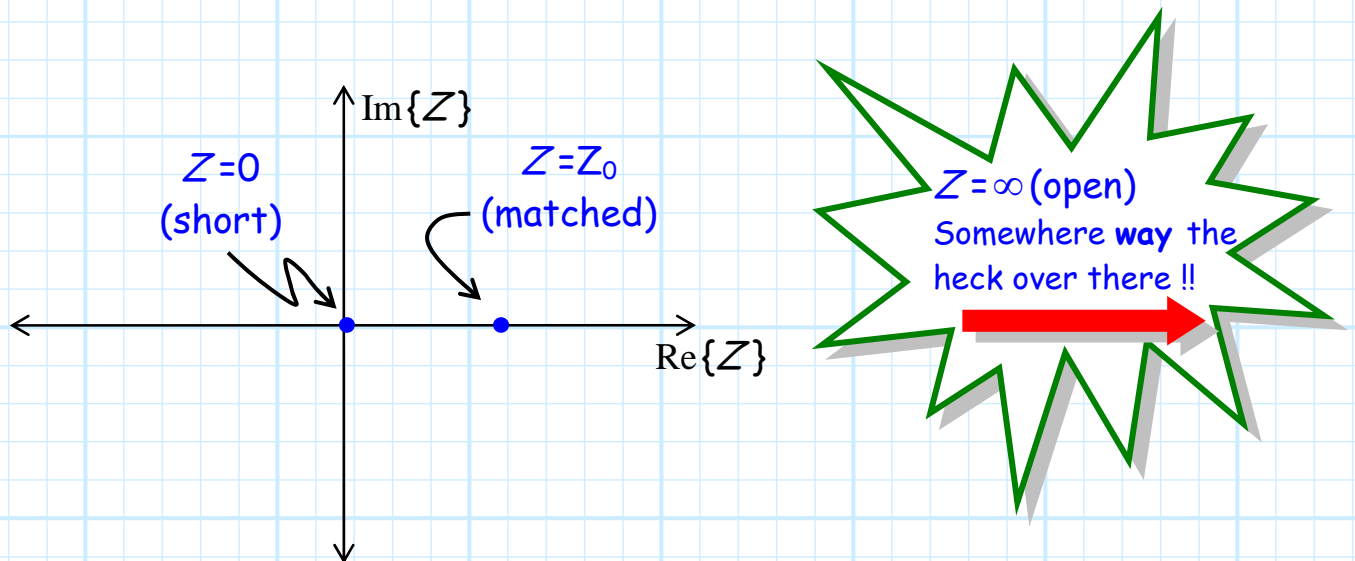 Im{Z}
Z=0
(short)
Z=Z₀
(matched)
Re{Z}
Z=∞(open)
Somewhere way the
heck over there !!